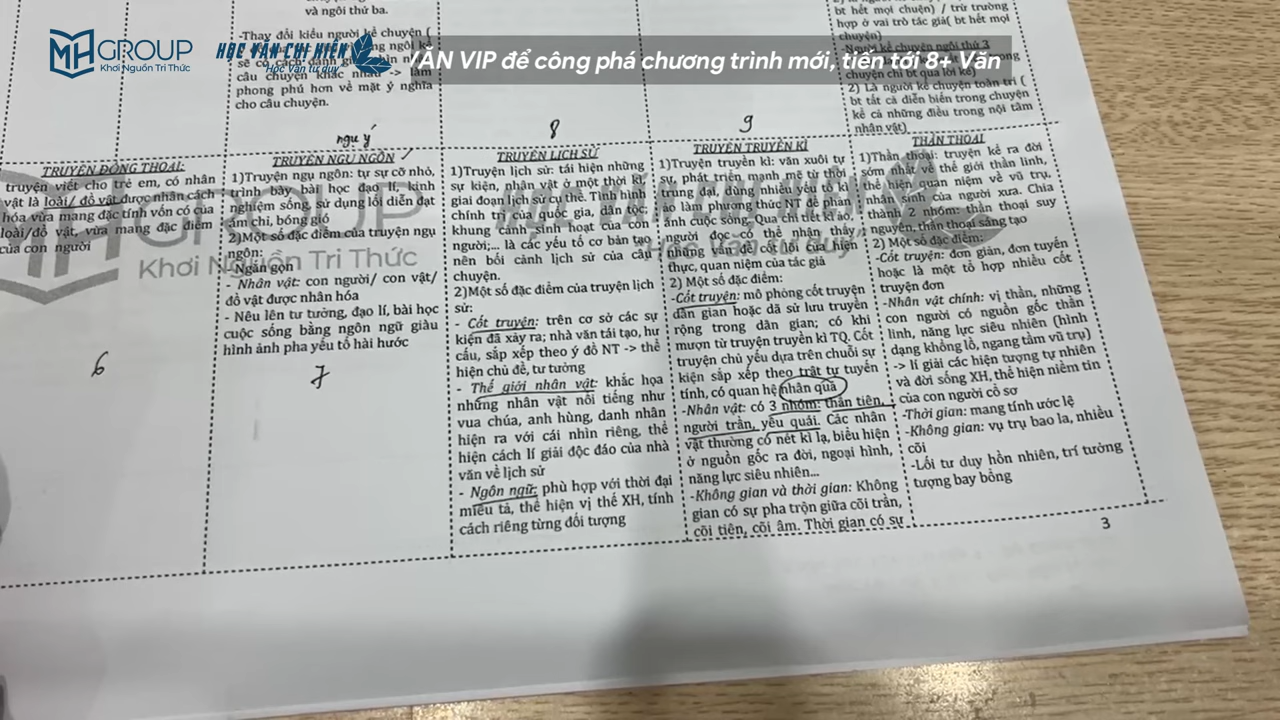 MH GROUP
Khơi Nguồn Tri Thức
HỌC VĂN CHỊ HIÊN
Học Văn tư duy
VĂN VIP để công phá chương trình mới, tiến tới 8+ Văn
và ngôi thứ ba.
-Thay đổi kiểu người kể chuyện (
câu chuyện khác nhau -> làm
phong phú hơn về mặt ý nghĩa
cho câu chuyện.
bt hết mọi chuyện) / trừ trường
hợp ở vai trò tác giả( bt hết mọi
chuyện)
-Người kể chuyện ngôi thứ 3
chuyện chỉ bt qua lời kể)
2) Là người kể chuyện toàn tri (
bt tất cả diễn biến trong chuyện
kể cả những điều trong nội tâm
nhân vật)
TRUYỆN ĐỒNG THOẠI:
truyện viết cho trẻ em, có nhân
vật là loài/ đồ vật được nhân cách
hóa vừa mang đặc tính vốn có của
loài/đồ vật, vừa mang đặc điểm
của con người
6
ngụ ý
TRUYỆN NGỤ NGÔN
1)Truyện ngụ ngôn: tự sự cỡ nhỏ,
trình bày bài học đạo lí, kinh
nghiệm sống, sử dụng lối diễn đạt
ám chỉ, bóng gió
2)Một số đặc điểm của truyện ngụ
ngôn:
- Ngắn gọn
- Nhân vật: con người/ con vật/
đồ vật được nhân hóa
- Nêu lên tư tưởng, đạo lí, bài học
cuộc sống bằng ngôn ngữ giàu
hình ảnh pha yếu tố hài hước
7
8
TRUYỆN LỊCH SỬ
1)Truyện lịch sử: tái hiện những
sự kiện, nhân vật ở một thời kì,
giai đoạn lịch sử cụ thể. Tình hình
chính trị của quốc gia, dân tộc,
khung cảnh sinh hoạt của con
người;... là các yếu tố cơ bản tạo
nên bối cảnh lịch sử của câu
chuyện.
2)Một số đặc điểm của truyện lịch
sử:
- Cốt truyện: trên cơ sở các sự
kiện đã xảy ra; nhà văn tái tạo, hư
cấu, sắp xếp theo ý đồ NT -> thể
hiện chủ đề, tư tưởng
- Thế giới nhân vật: khắc họa
những nhân vật nổi tiếng như
vua chúa, anh hùng, danh nhân
hiện ra với cái nhìn riêng, thể
hiện cách lí giải độc đáo của nhà
văn về lịch sử
- Ngôn ngữ: phù hợp với thời đại
miêu tả, thể hiện vị thế XH, tính
cách riêng từng đối tượng
9
TRUYỆN TRUYỀN KÌ
1)Truyện truyền kì: văn xuôi tự
sự, phát triển mạnh mẽ từ thời
trung đại, dùng nhiều yếu tố kì
ảo làm phương thức NT để phản
ánh cuộc sống. Qua chi tiết kì ảo,
người đọc có thể nhận thấy
những vấn đề cốt lõi của hiện
thực, quan niệm của tác giả
2) Một số đặc điểm:
-Cốt truyện: mô phỏng cốt truyện
dân gian hoặc dã sử lưu truyền
rộng trong dân gian; có khi
mượn từ truyện truyền kì TQ. Cốt
truyện chủ yếu dựa trên chuỗi sự
kiện sắp xếp theo trật tự tuyến
tính, có quan hệ nhân quả
-Nhân vật: có 3 nhóm: thần tiên,
người trần, yêu quái. Các nhân
vật thường có nét kì lạ, biểu hiện
ở nguồn gốc ra đời, ngoại hình,
năng lực siêu nhiên...
-Không gian và thời gian: Không
gian có sự pha trộn giữa cõi trần,
cõi tiên, cõi âm. Thời gian có sự
THẦN THOẠI
1)Thần thoại: truyện kể ra đời
sớm nhất về thế giới thần linh,
thể hiện quan niệm về vũ trụ,
nhân sinh của người xưa. Chia
thành 2 nhóm: thần thoại suy
nguyên, thần thoại sáng tạo
2) Một số đặc điểm:
-Cốt truyện: đơn giản, đơn tuyến
hoặc là một tổ hợp nhiều cốt
truyện đơn
-Nhân vật chính: vị thần, những
con người có nguồn gốc thần
linh, năng lực siêu nhiên (hình
dạng khổng lồ, ngang tầm vũ trụ)
-> lí giải các hiện tượng tự nhiên
và đời sống XH, thể hiện niềm tin
của con người cổ sơ
-Thời gian: mang tính ước lệ
-Không gian: vụ trụ bao la, nhiều
cõi
-Lối tư duy hồn nhiên, trí tưởng
tượng bay bổng
3
GROUP
Khơi Nguồn Tri Thức
"Học Văn tư duy"